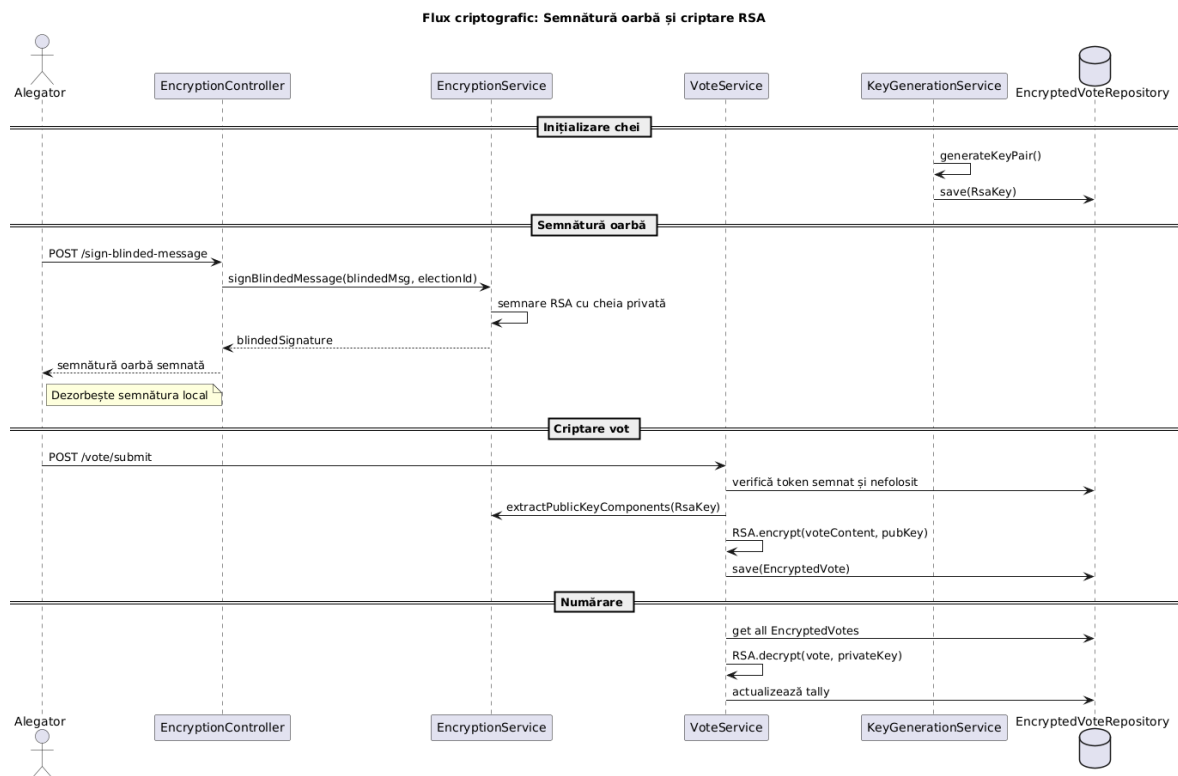 Flux criptografic: Semnătură oarbă și criptare RSA
Alegator
EncryptionController
EncryptionService
VoteService
KeyGenerationService
EncryptedVoteRepository
Inițializare chei
generateKeyPair()
save(RsaKey)
Semnătură oarbă
POST /sign-blinded-message
signBlindedMessage(blindedMsg, electionId)
semnare RSA cu cheia privată
blindedSignature
semnătură oarbă semnată
Dezorbește semnătura local
Criptare vot
POST /vote/submit
verifică token semnat și nefolosit
extractPublicKeyComponents(RsaKey)
RSA.encrypt(voteContent, pubKey)
save(EncryptedVote)
Numărare
get all EncryptedVotes
RSA.decrypt(vote, privateKey)
actualizează tally
Alegator
EncryptionController
EncryptionService
VoteService
KeyGenerationService
EncryptedVoteRepository